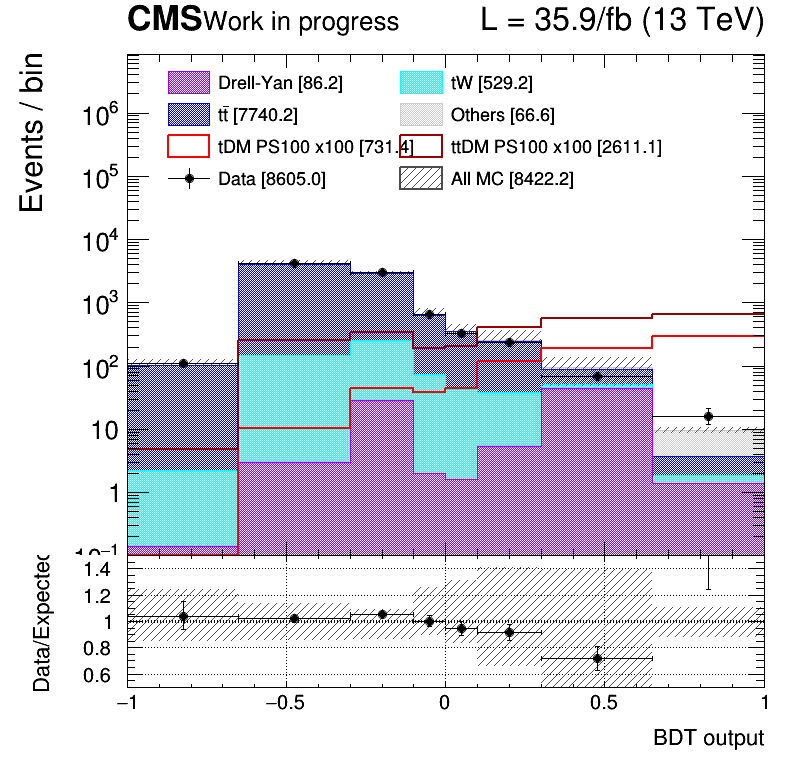 CMS Work in progress L = 35.9/fb (13 TeV)
Events / bin
Drell-Yan [86.2] tW [529.2]
tt̄ [7740.2] Others [66.6]
tDM PS100 x100 [731.4] ttDM PS100 x100 [2611.1]
Data [8605.0] All MC [8422.2]
10⁶
10⁵
10⁴
10³
10²
10
1
10⁻¹
Data/Expected
1.4
1.2
1
0.8
0.6
−1 −0.5 0 0.5 1
BDT output